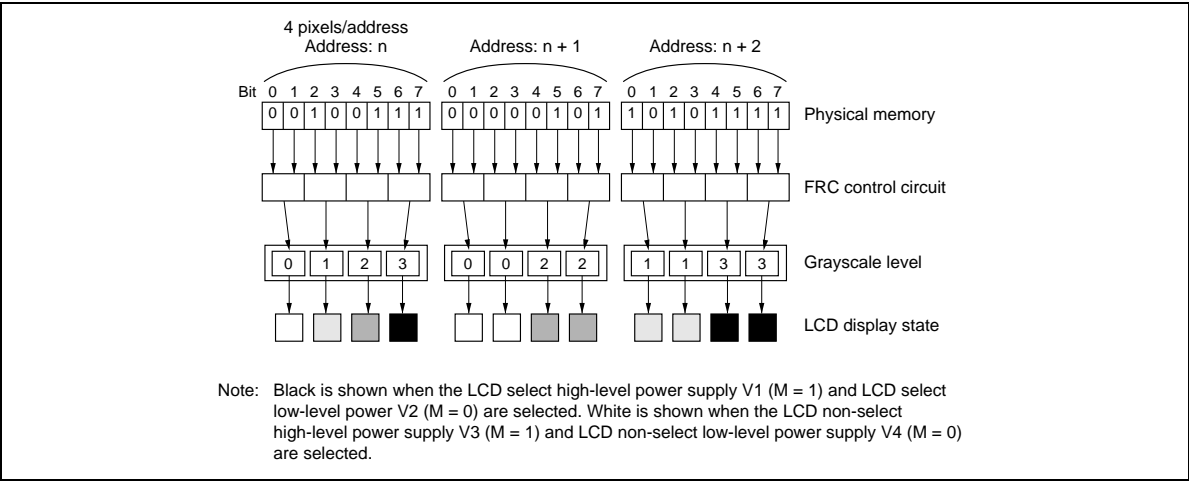 4 pixels/address
Address: n
Address: n + 1
Address: n + 2
Bit 0 1 2 3 4 5 6 7 0 1 2 3 4 5 6 7 0 1 2 3 4 5 6 7
0 0 1 0 0 1 1 1 0 0 0 0 0 1 0 1 1 0 1 0 1 1 1 1 Physical memory
FRC control circuit
0 1 2 3 0 0 2 2 1 1 3 3 Grayscale level
LCD display state
Note: Black is shown when the LCD select high-level power supply V1 (M = 1) and LCD select
low-level power V2 (M = 0) are selected. White is shown when the LCD non-select
high-level power supply V3 (M = 1) and LCD non-select low-level power supply V4 (M = 0)
are selected.